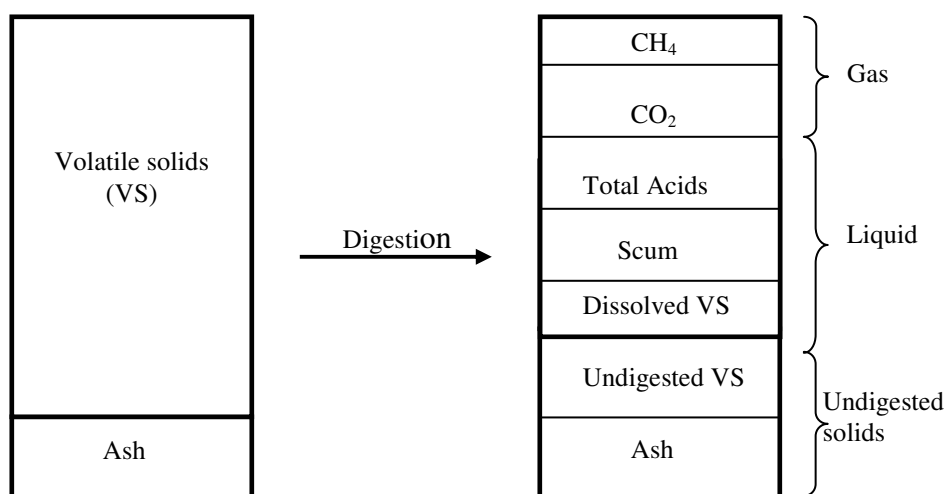 Volatile solids
(VS)
Ash
Digestion
CH₄
CO₂
Total Acids
Scum
Dissolved VS
Undigested VS
Ash
Gas
Liquid
Undigested
solids